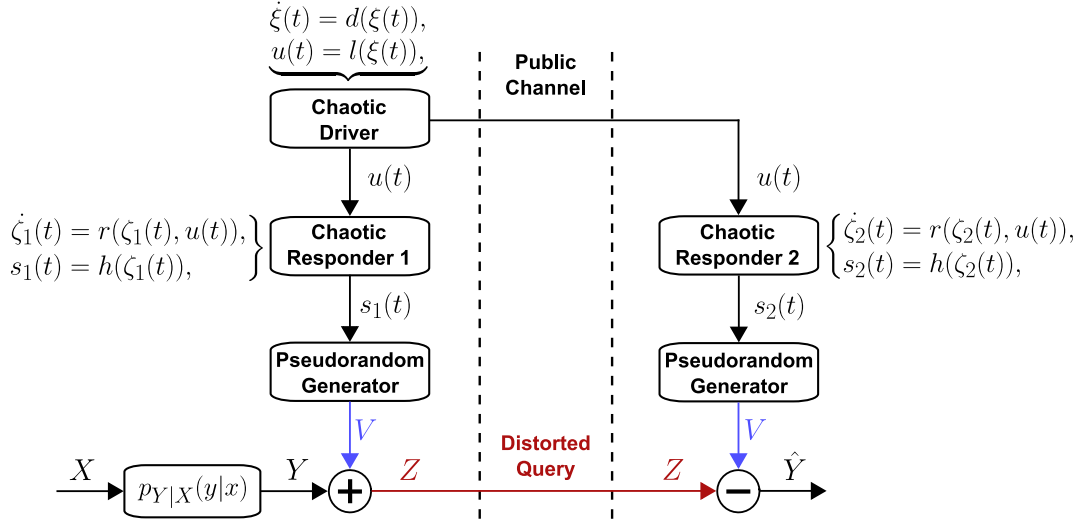 ξ̇(t) = d(ξ(t)),
u(t) = l(ξ(t)),
Public
Channel
Chaotic
Driver
u(t)
u(t)
ζ̇₁(t) = r(ζ₁(t), u(t)),
s₁(t) = h(ζ₁(t)),
Chaotic
Responder 1
Chaotic
Responder 2
ζ̇₂(t) = r(ζ₂(t), u(t)),
s₂(t) = h(ζ₂(t)),
s₁(t)
s₂(t)
Pseudorandom
Generator
Pseudorandom
Generator
V
V
Distorted
Query
X
p_{Y|X}(y|x)
Y
+
Z
Z
−
Ŷ